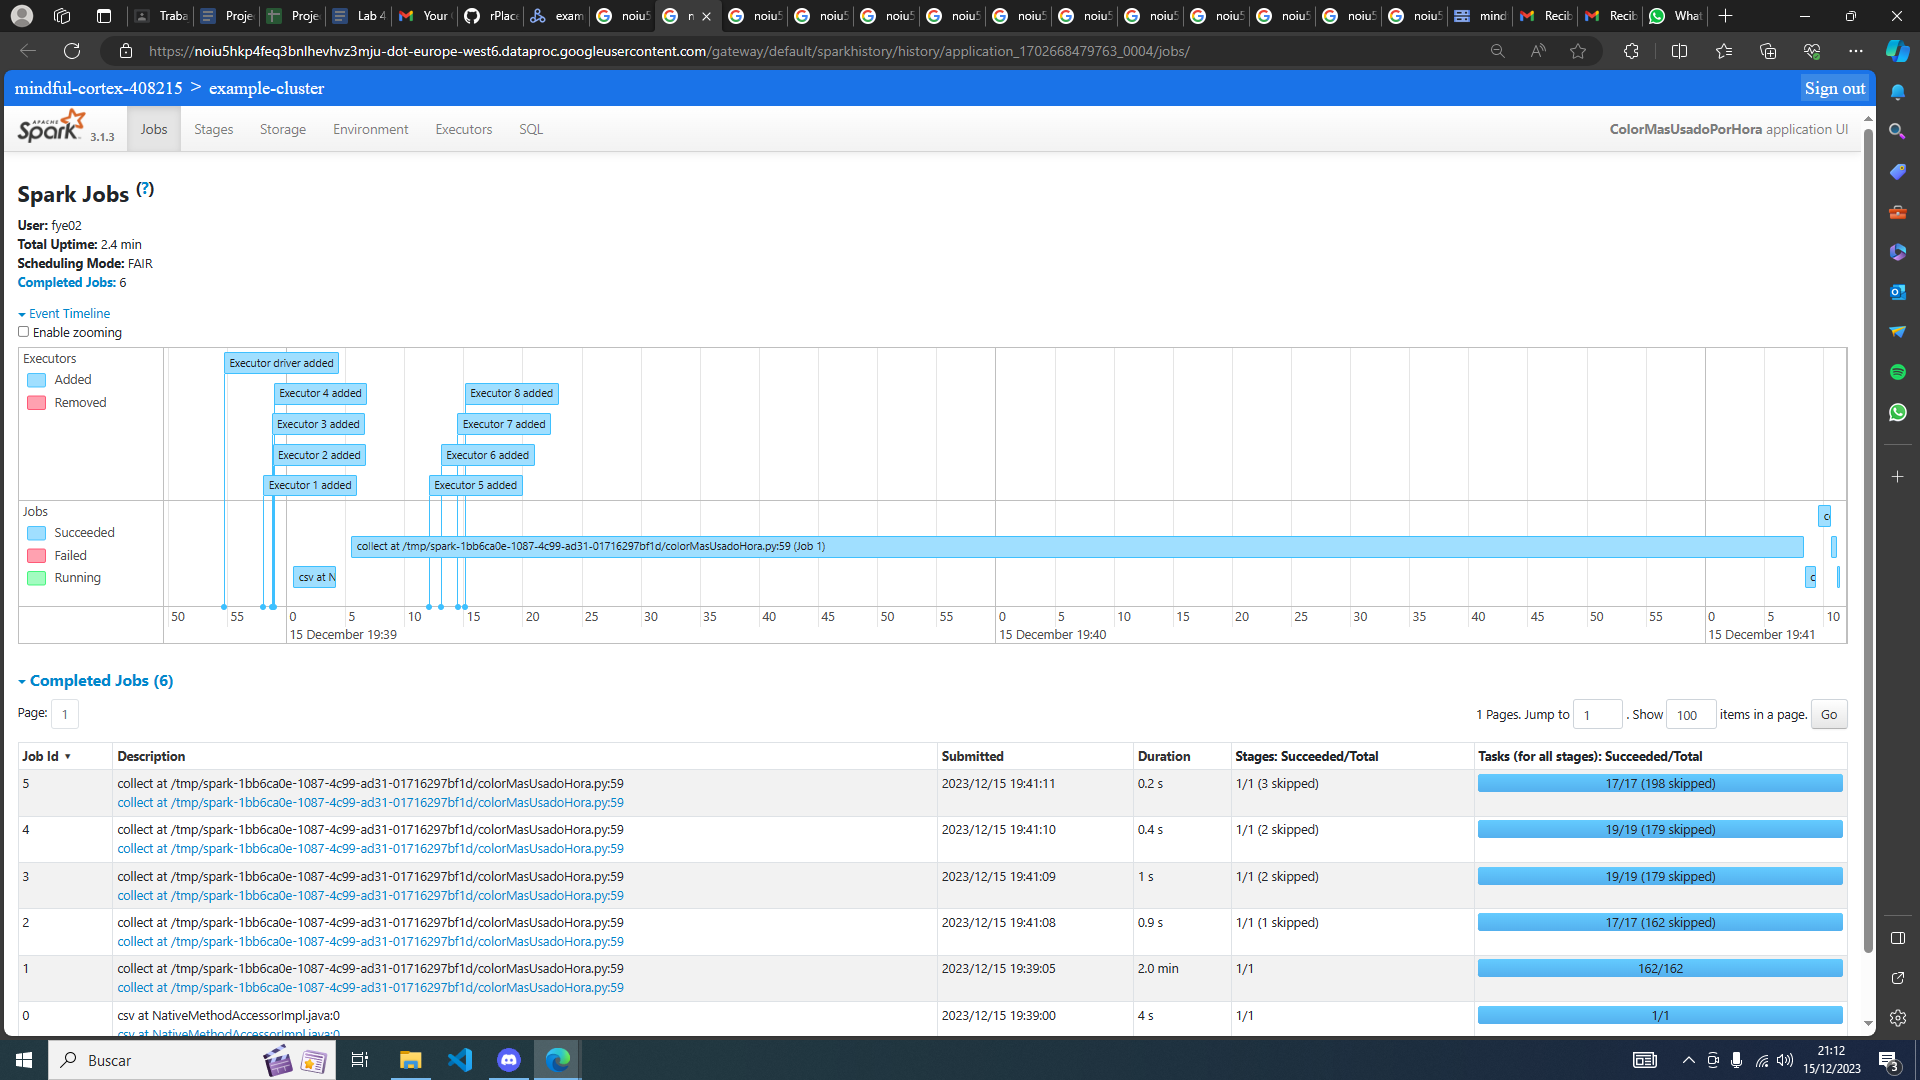 Traba
Projec
Projec
Lab 4
Your
rPlace
exam
noiu5
n
noiu5
noiu5
noiu5
noiu5
noiu5
noiu5
noiu5
noiu5
noiu5
noiu5
noiu5
mind
Recib
Recib
What
https://noiu5hkp4feq3bnlhevhvz3mju-dot-europe-west6.dataproc.googleusercontent.com/gateway/default/sparkhistory/history/application_1702668479763_0004/jobs/
mindful-cortex-408215 > example-cluster
Sign out
APACHE Spark 3.1.3
Jobs
Stages
Storage
Environment
Executors
SQL
ColorMasUsadoPorHora application UI
Spark Jobs (?)
User: fye02
Total Uptime: 2.4 min
Scheduling Mode: FAIR
Completed Jobs: 6
Event Timeline
Enable zooming
Executors
Added
Removed
Executor driver added
Executor 4 added
Executor 8 added
Executor 3 added
Executor 7 added
Executor 2 added
Executor 6 added
Executor 1 added
Executor 5 added
Jobs
Succeeded
Failed
Running
c
collect at /tmp/spark-1bb6ca0e-1087-4c99-ad31-01716297bf1d/colorMasUsadoHora.py:59 (Job 1)
csv at N
c
50 55 0 5 10 15 20 25 30 35 40 45 50 55 0 5 10 15 20 25 30 35 40 45 50 55 0 5 10
15 December 19:39
15 December 19:40
15 December 19:41
Completed Jobs (6)
Page: 1
1 Pages. Jump to 1 . Show 100 items in a page. Go
Job Id ▾ Description Submitted Duration Stages: Succeeded/Total Tasks (for all stages): Succeeded/Total
5 collect at /tmp/spark-1bb6ca0e-1087-4c99-ad31-01716297bf1d/colorMasUsadoHora.py:59 2023/12/15 19:41:11 0.2 s 1/1 (3 skipped) 17/17 (198 skipped)
collect at /tmp/spark-1bb6ca0e-1087-4c99-ad31-01716297bf1d/colorMasUsadoHora.py:59
4 collect at /tmp/spark-1bb6ca0e-1087-4c99-ad31-01716297bf1d/colorMasUsadoHora.py:59 2023/12/15 19:41:10 0.4 s 1/1 (2 skipped) 19/19 (179 skipped)
collect at /tmp/spark-1bb6ca0e-1087-4c99-ad31-01716297bf1d/colorMasUsadoHora.py:59
3 collect at /tmp/spark-1bb6ca0e-1087-4c99-ad31-01716297bf1d/colorMasUsadoHora.py:59 2023/12/15 19:41:09 1 s 1/1 (2 skipped) 19/19 (179 skipped)
collect at /tmp/spark-1bb6ca0e-1087-4c99-ad31-01716297bf1d/colorMasUsadoHora.py:59
2 collect at /tmp/spark-1bb6ca0e-1087-4c99-ad31-01716297bf1d/colorMasUsadoHora.py:59 2023/12/15 19:41:08 0.9 s 1/1 (1 skipped) 17/17 (162 skipped)
collect at /tmp/spark-1bb6ca0e-1087-4c99-ad31-01716297bf1d/colorMasUsadoHora.py:59
1 collect at /tmp/spark-1bb6ca0e-1087-4c99-ad31-01716297bf1d/colorMasUsadoHora.py:59 2023/12/15 19:39:05 2.0 min 1/1 162/162
collect at /tmp/spark-1bb6ca0e-1087-4c99-ad31-01716297bf1d/colorMasUsadoHora.py:59
0 csv at NativeMethodAccessorImpl.java:0 2023/12/15 19:39:00 4 s 1/1 1/1
csv at NativeMethodAccessorImpl.java:0
Buscar
21:12
15/12/2023
3